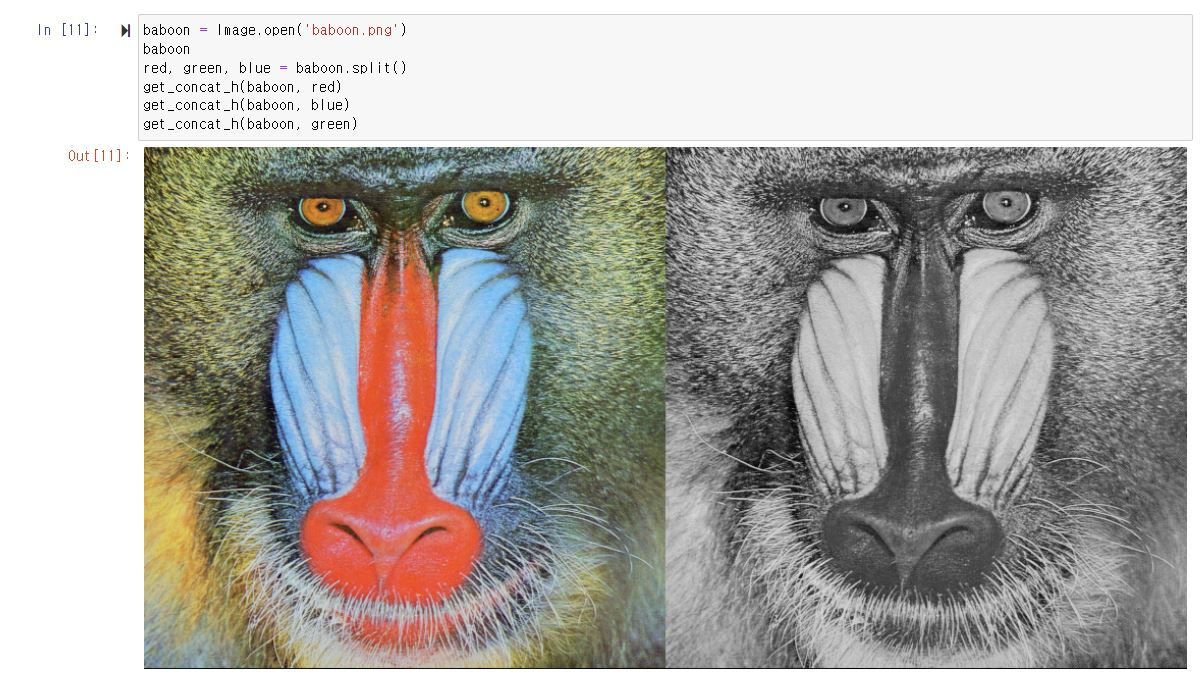 In [11]:
baboon = Image.open('baboon.png')
baboon
red, green, blue = baboon.split()
get_concat_h(baboon, red)
get_concat_h(baboon, blue)
get_concat_h(baboon, green)
Out[11]: